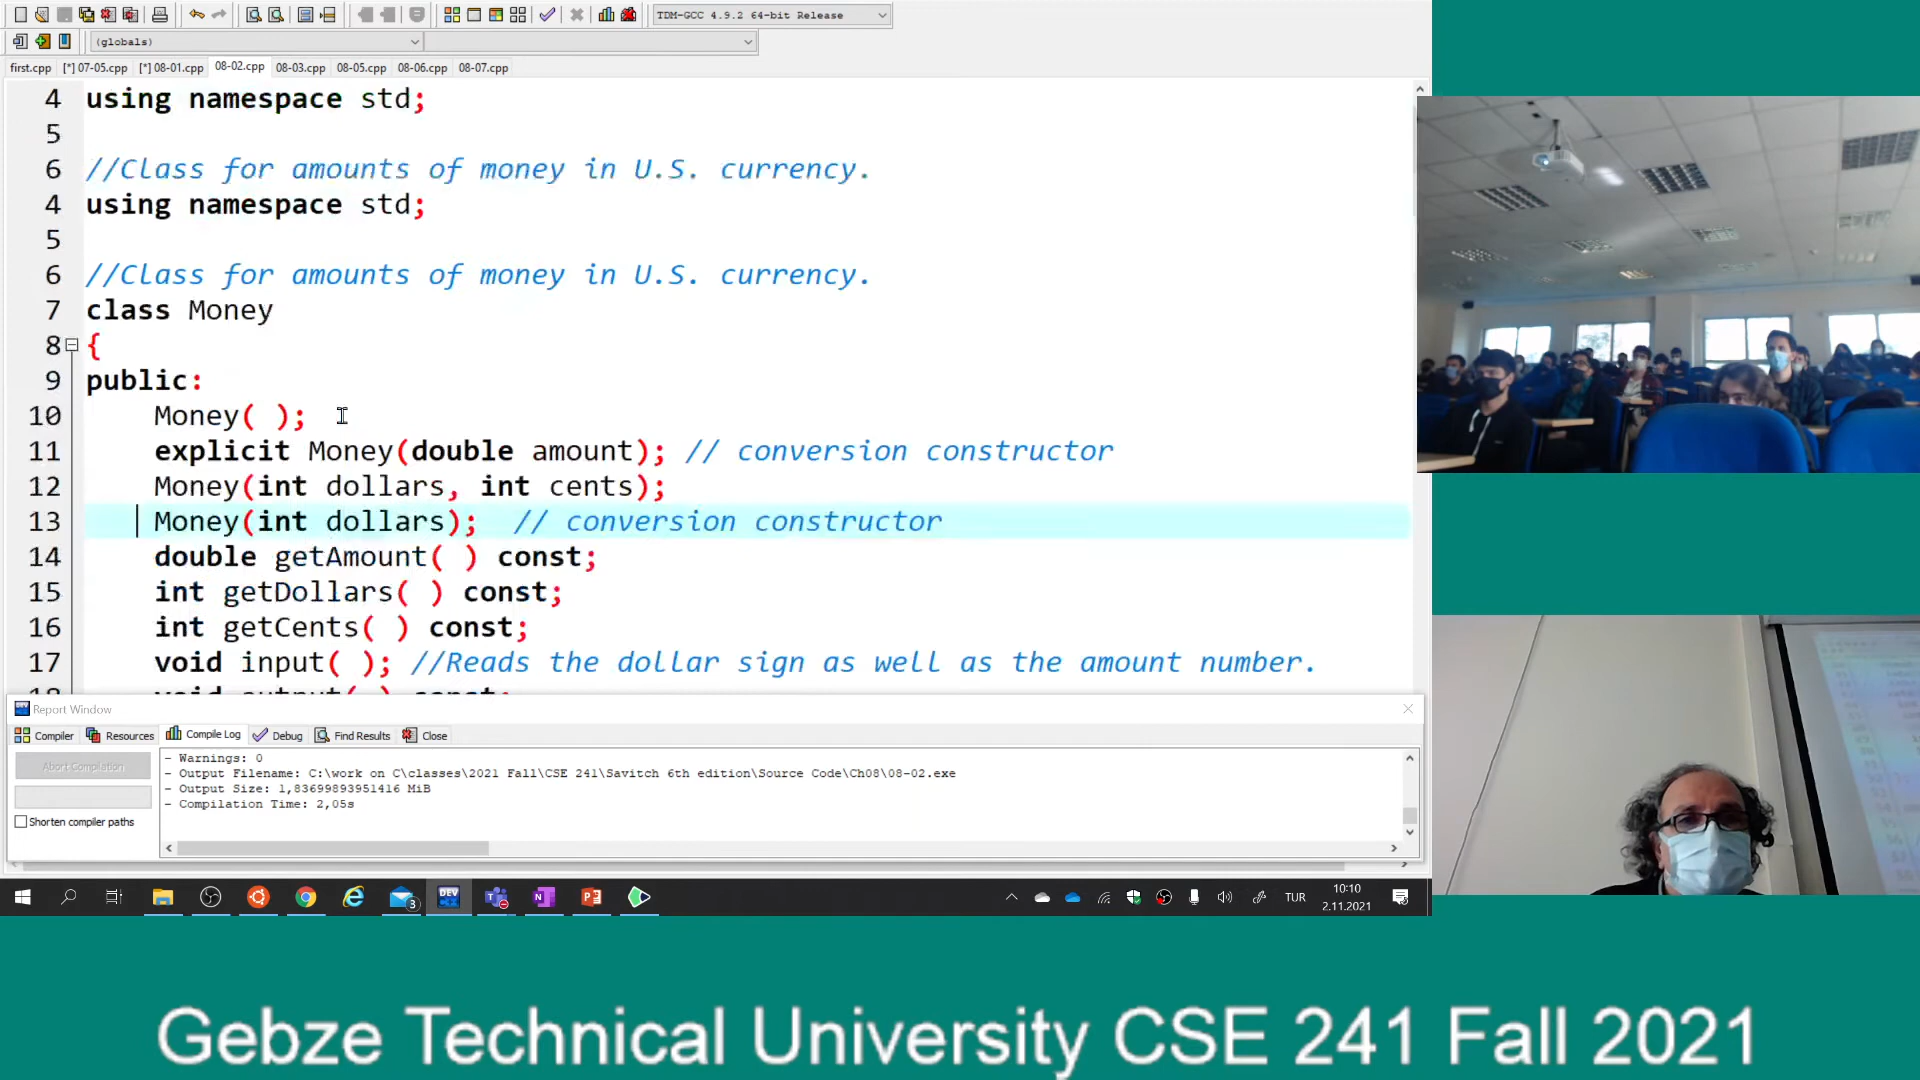 TDM-GCC 4.9.2 64-bit Release
(globals)
first.cpp [*] 07-05.cpp [*] 08-01.cpp 08-02.cpp 08-03.cpp 08-05.cpp 08-06.cpp 08-07.cpp
4 using namespace std;
5
6 //Class for amounts of money in U.S. currency.
4 using namespace std;
5
6 //Class for amounts of money in U.S. currency.
7 class Money
8 {
9 public:
10 Money( );
11 explicit Money(double amount); // conversion constructor
12 Money(int dollars, int cents);
13 Money(int dollars); // conversion constructor
14 double getAmount( ) const;
15 int getDollars( ) const;
16 int getCents( ) const;
17 void input( ); //Reads the dollar sign as well as the amount number.
18 void output( ) const;
Report Window
Compiler Resources Compile Log Debug Find Results Close
Abort Compilation
Shorten compiler paths
- Warnings: 0
- Output Filename: C:\work on C\classes\2021 Fall\CSE 241\Savitch 6th edition\Source Code\Ch08\08-02.exe
- Output Size: 1,83699893951416 MiB
- Compilation Time: 2,05s
DEV
3
TUR
10:10
2.11.2021
Gebze Technical University CSE 241 Fall 2021